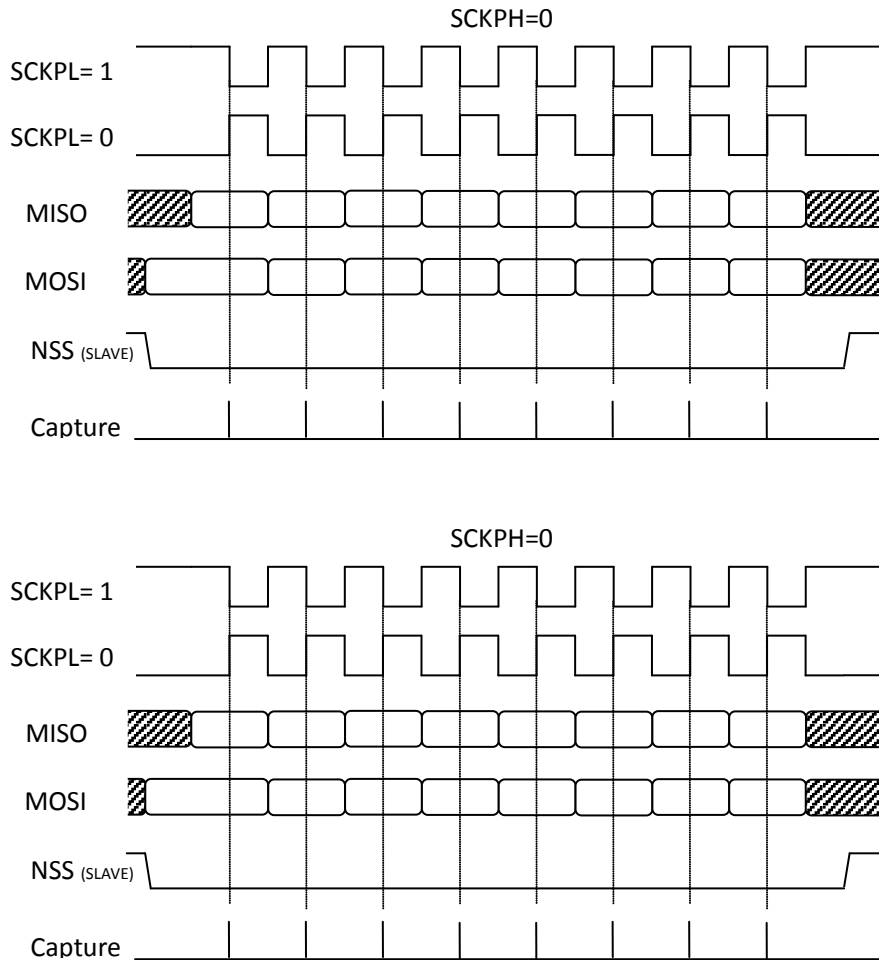 SCKPH=0
SCKPL= 1
SCKPL= 0
MISO
MOSI
NSS (SLAVE)
Capture
SCKPH=0
SCKPL= 1
SCKPL= 0
MISO
MOSI
NSS (SLAVE)
Capture